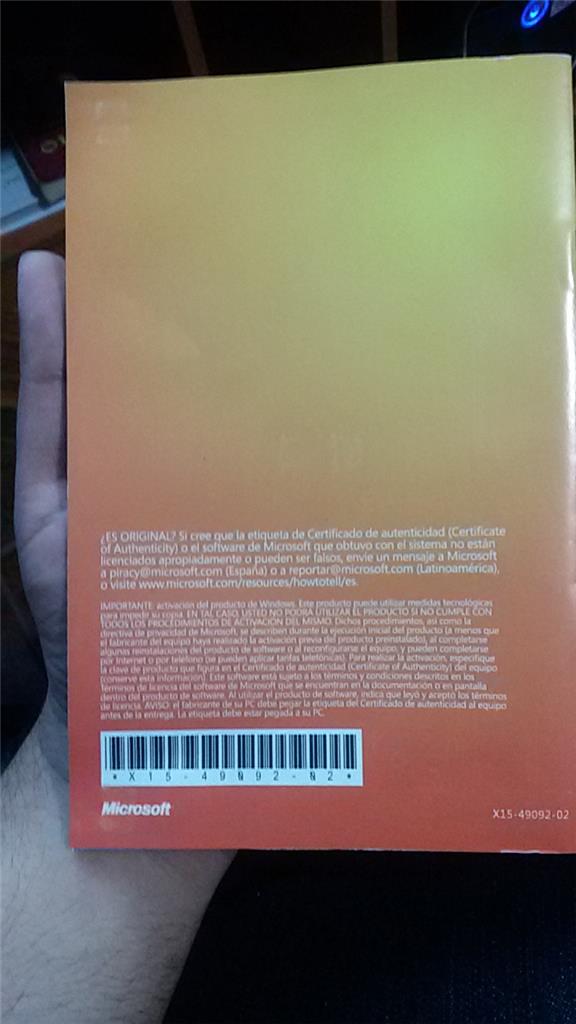 ¿ES ORIGINAL? Si cree que la etiqueta de Certificado de autenticidad (Certificate
of Authenticity) o el software de Microsoft que obtuvo con el sistema no están
licenciados apropiadamente o pueden ser falsos, envíe un mensaje a Microsoft
a piracy@microsoft.com (España) o a reportar@microsoft.com (Latinoamérica),
o visite www.microsoft.com/resources/howtotell/es.
IMPORTANTE: activación del producto de Windows. Este producto puede utilizar medidas tecnológicas
para impedir su copia. EN TAL CASO, USTED NO PODRÁ UTILIZAR EL PRODUCTO SI NO CUMPLE CON
TODOS LOS PROCEDIMIENTOS DE ACTIVACIÓN DEL MISMO. Dichos procedimientos, así como la
directiva de privacidad de Microsoft, se describen durante la ejecución inicial del producto (a menos que
el fabricante del equipo haya realizado la activación previa del producto preinstalado), al completarse
algunas reinstalaciones del producto de software o al reconfigurarse el equipo, y pueden completarse
por Internet o por teléfono (se pueden aplicar tarifas telefónicas). Para realizar la activación, especifique
la clave de producto que figura en el Certificado de autenticidad (Certificate of Authenticity) del equipo
(conserve esta información). Este software está sujeto a los términos y condiciones descritos en los
Términos de licencia del software de Microsoft que se encuentran en la documentación o en pantalla
dentro del producto de software. Al utilizar el producto de software, indica que leyó y aceptó los términos
de licencia. AVISO: el fabricante de su PC debe pegar la etiqueta del Certificado de autenticidad al equipo
antes de la entrega. La etiqueta debe estar pegada a su PC.
* X 1 5 - 4 9 0 9 2 - 0 2 *
Microsoft
X15-49092-02